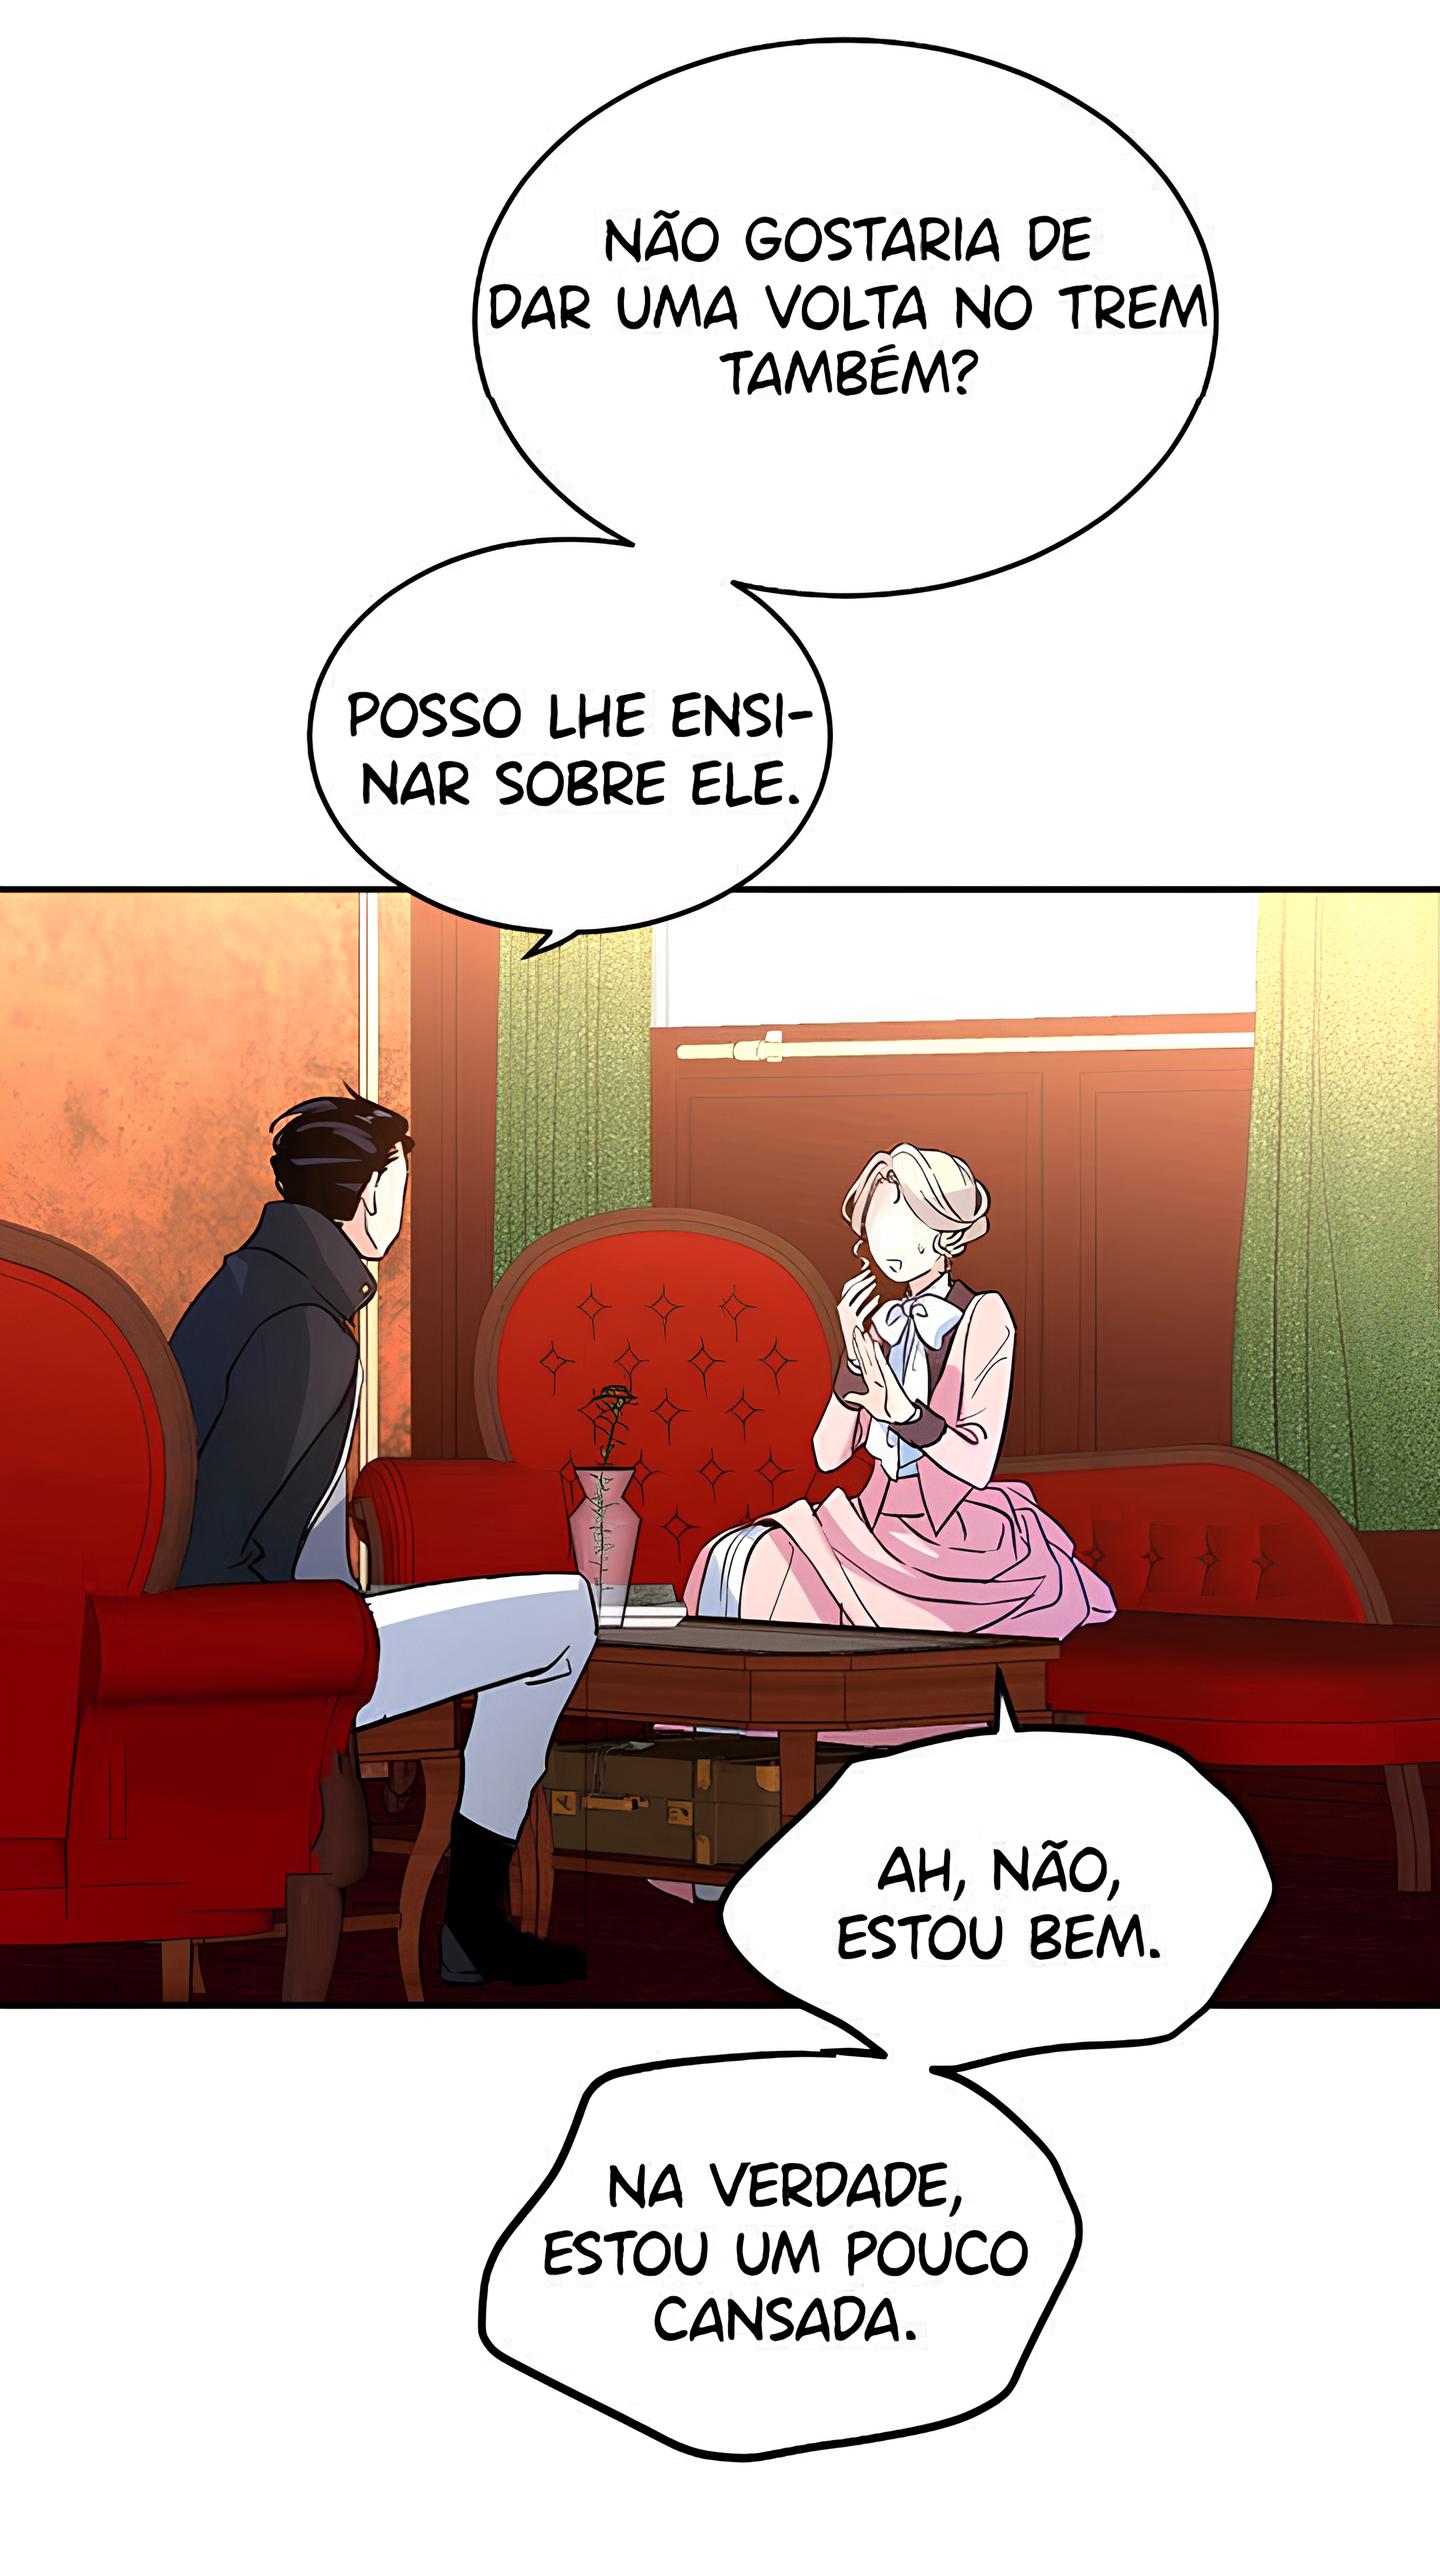 NÃO GOSTARIA DE
DAR UMA VOLTA NO TREM
TAMBÉM?
POSSO LHE ENSI-
NAR SOBRE ELE.
AH, NÃO,
ESTOU BEM.
NA VERDADE,
ESTOU UM POUCO
CANSADA.